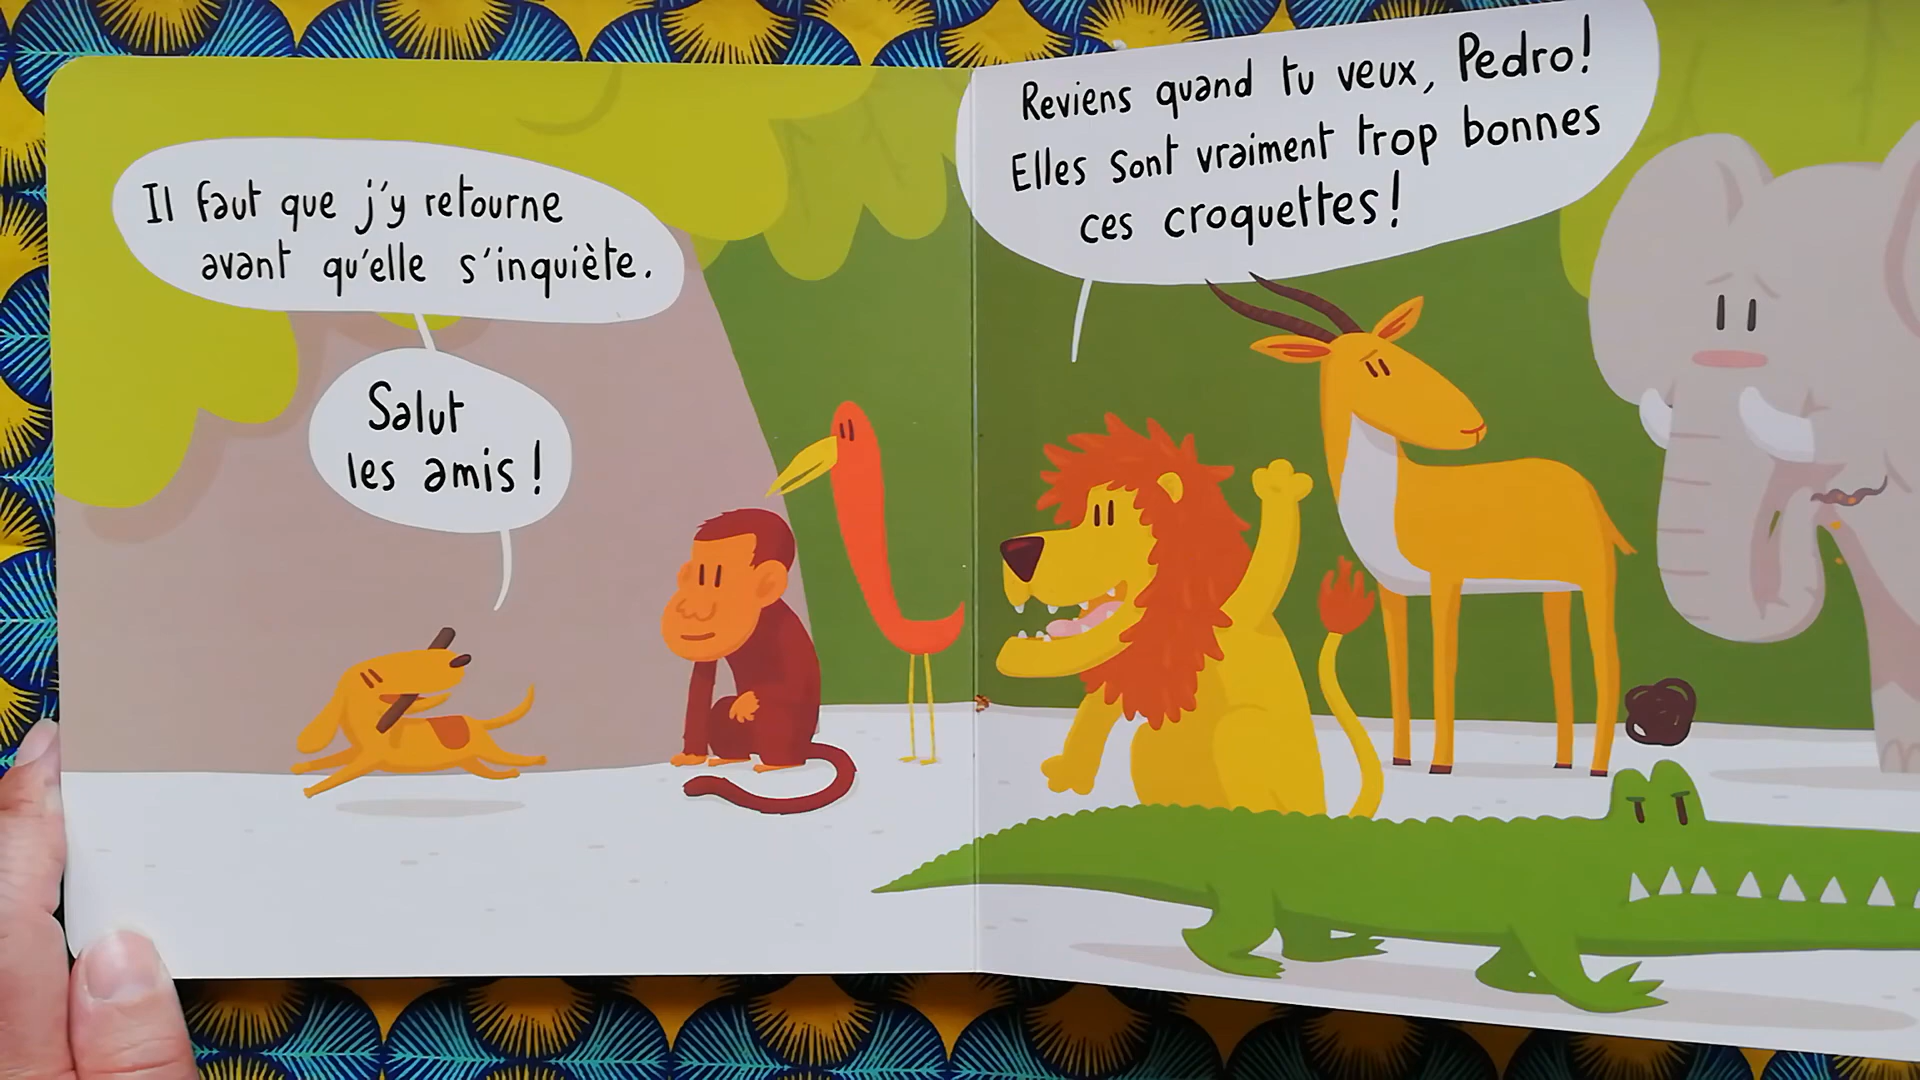 Il faut que j'y retourne
avant qu'elle s'inquiète.
Salut
les amis !
Reviens quand tu veux, Pedro!
Elles sont vraiment trop bonnes
ces croquettes!